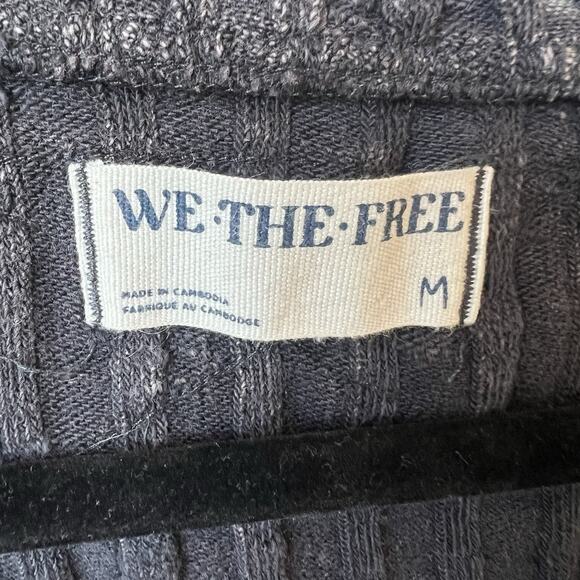 WE·THE·FREE
MADE IN CAMBODIA
FABRIQUE AU CAMBODGE
M